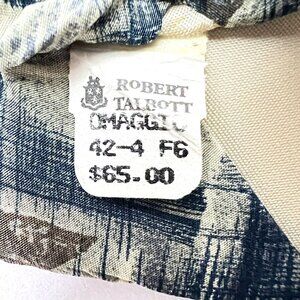 ROBERT
TALBOTT
OMAGGIO
42-4 F6
$65.00